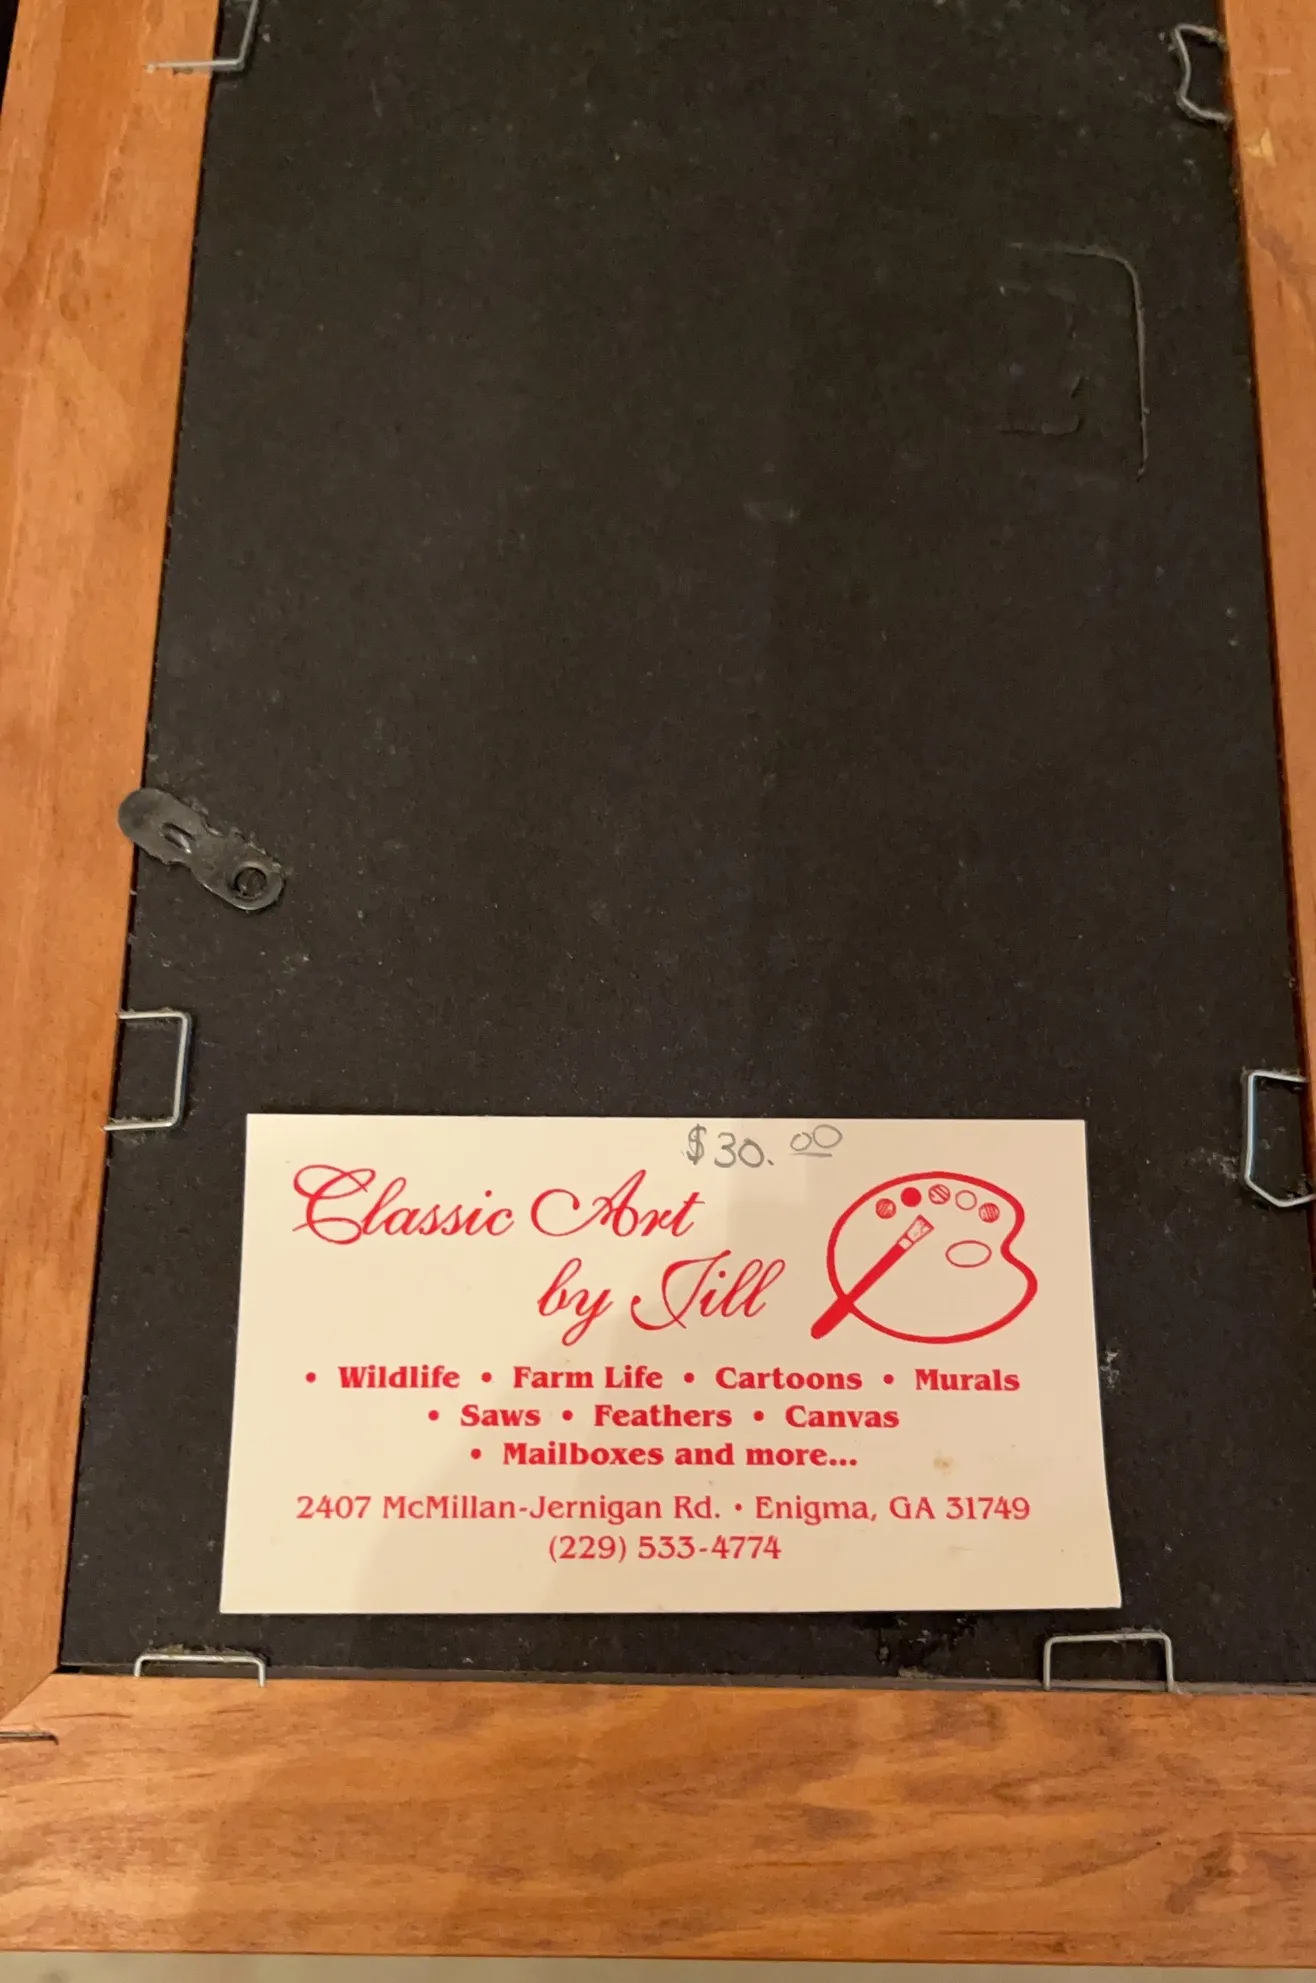 $30.00
Classic Art
by Jill
• Wildlife • Farm Life • Cartoons • Murals
• Saws • Feathers • Canvas
• Mailboxes and more...
2407 McMillan-Jernigan Rd. • Enigma, GA 31749
(229) 533-4774